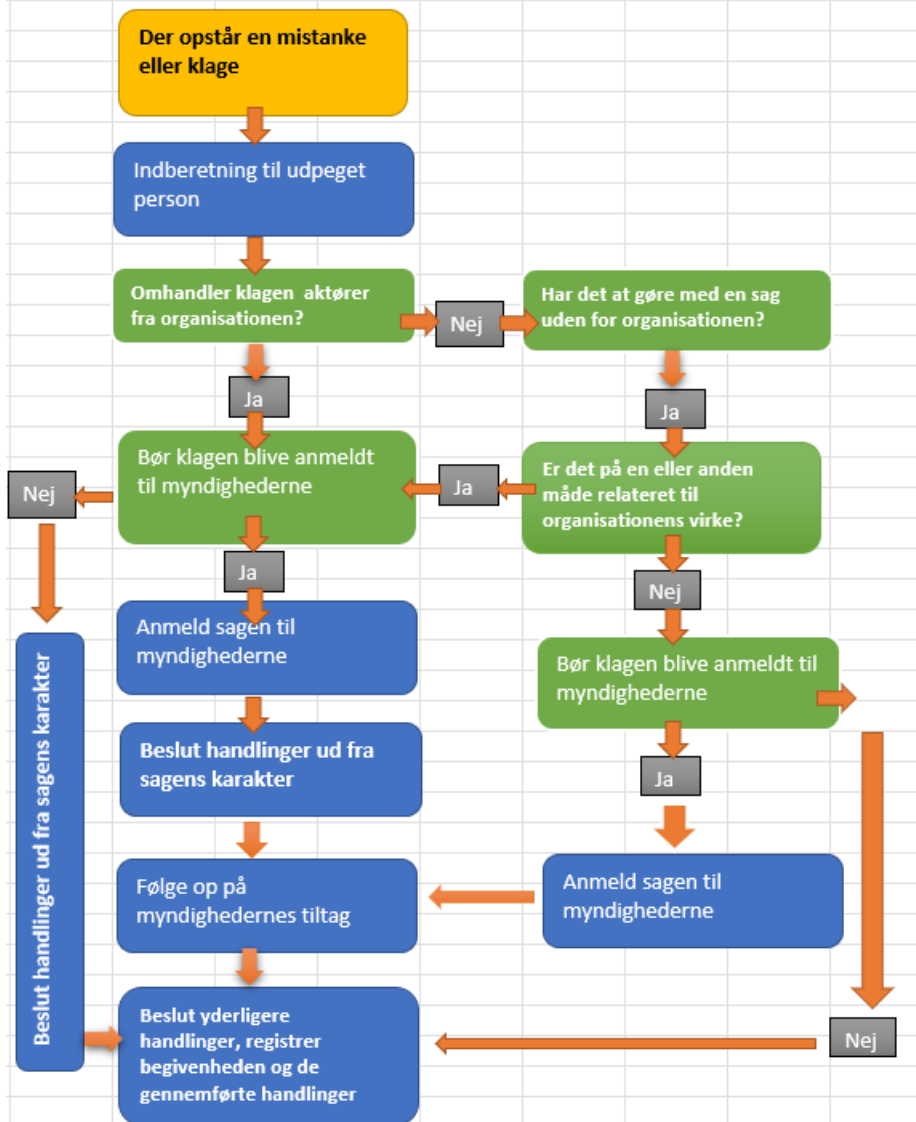 Der opstår en mistanke
eller klage
Indberetning til udpeget
person
Omhandler klagen aktører
fra organisationen?
Nej
Har det at gøre med en sag
uden for organisationen?
Ja
Ja
Bør klagen blive anmeldt
til myndighederne
Ja
Er det på en eller anden
måde relateret til
organisationens virke?
Nej
Ja
Nej
Anmeld sagen til
myndighederne
Bør klagen blive anmeldt til
myndighederne
Beslut handlinger ud fra sagens karakter
Beslut handlinger ud fra
sagens karakter
Ja
Følge op på
myndighedernes tiltag
Anmeld sagen til
myndighederne
Beslut yderligere
handlinger, registrer
begivenheden og de
gennemførte handlinger
Nej